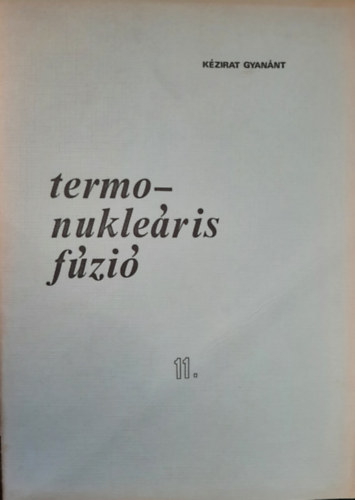 KÉZIRAT GYANÁNT
termo-
nukleáris
fúzió
11.